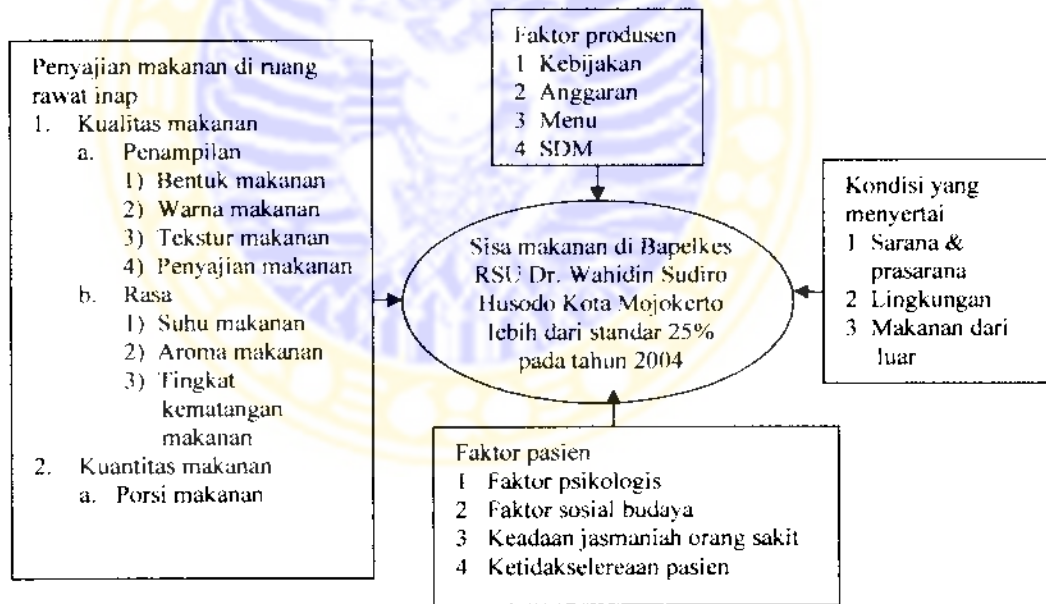 Penyajian makanan di ruang
rawat inap
1. Kualitas makanan
a. Penampilan
1) Bentuk makanan
2) Warna makanan
3) Tekstur makanan
4) Penyajian makanan
b. Rasa
1) Suhu makanan
2) Aroma makanan
3) Tingkat
kematangan
makanan
2. Kuantitas makanan
a. Porsi makanan
Faktor produsen
1 Kebijakan
2 Anggaran
3 Menu
4 SDM
Sisa makanan di Bapelkes
RSU Dr. Wahidin Sudiro
Husodo Kota Mojokerto
lebih dari standar 25%
pada tahun 2004
Kondisi yang
menyertai
1 Sarana &
prasarana
2 Lingkungan
3 Makanan dari
luar
Faktor pasien
1 Faktor psikologis
2 Faktor sosial budaya
3 Keadaan jasmaniah orang sakit
4 Ketidakselereaan pasien